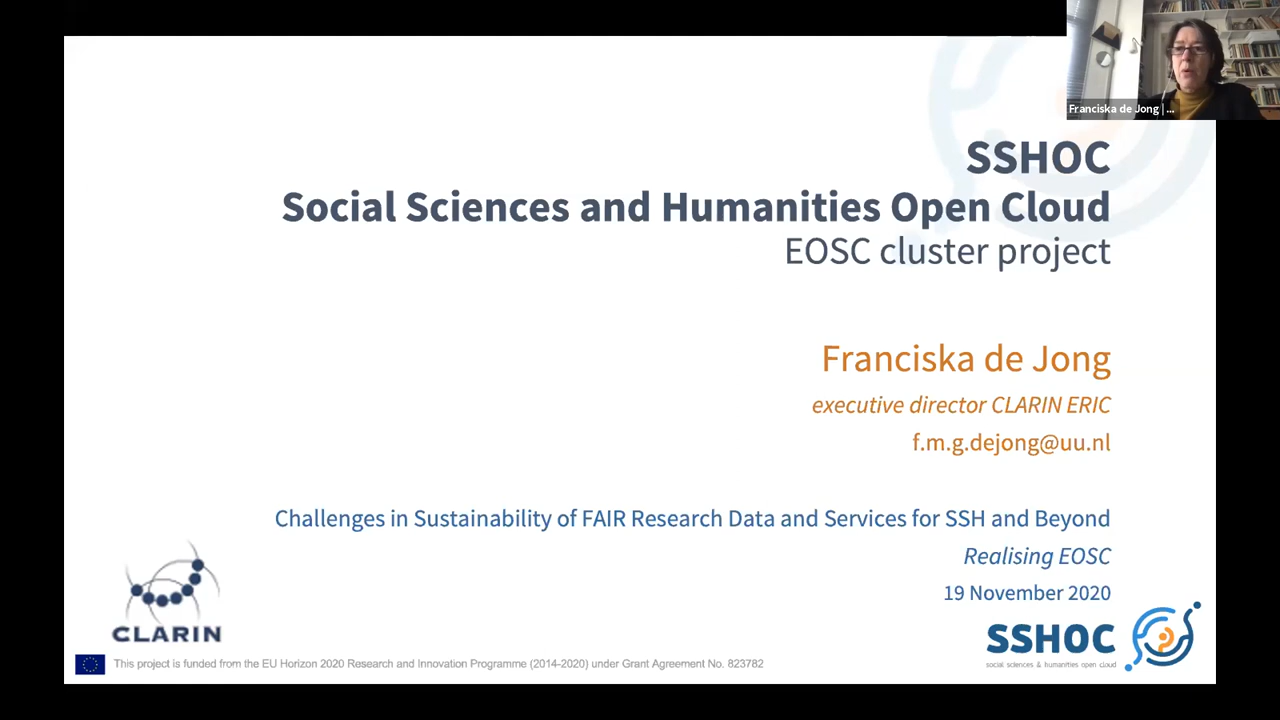 Franciska de Jong | ...
SSHOC
Social Sciences and Humanities Open Cloud
EOSC cluster project
Franciska de Jong
executive director CLARIN ERIC
f.m.g.dejong@uu.nl
Challenges in Sustainability of FAIR Research Data and Services for SSH and Beyond
Realising EOSC
19 November 2020
CLARIN
SSHOC
social sciences & humanities open cloud
This project is funded from the EU Horizon 2020 Research and Innovation Programme (2014-2020) under Grant Agreement No. 823782